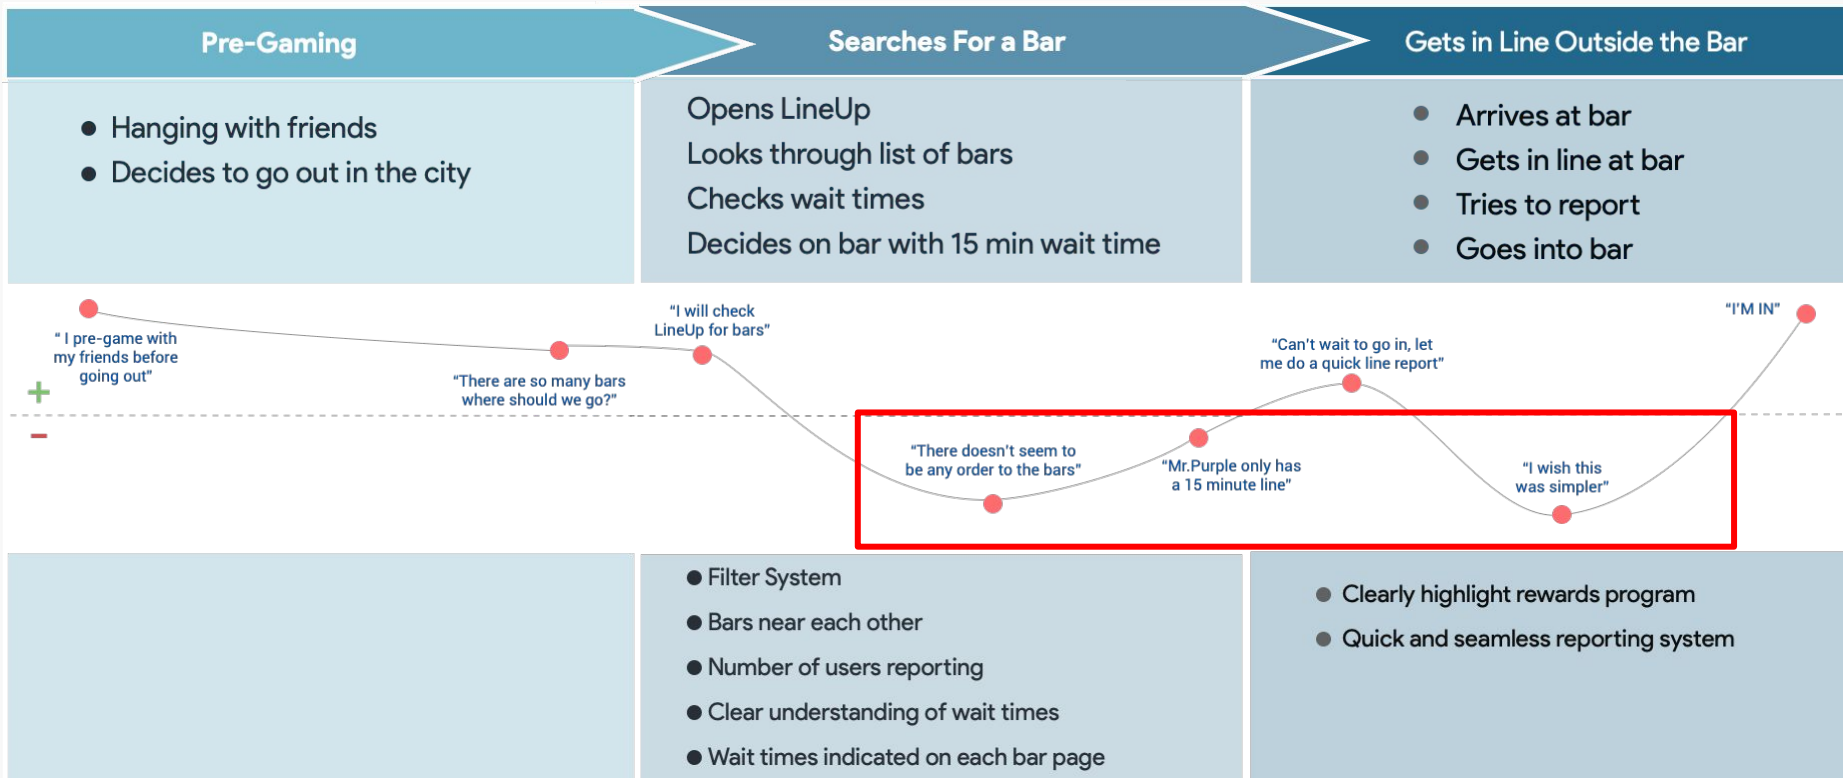 Pre-Gaming
Searches For a Bar
Gets in Line Outside the Bar
Hanging with friends
Decides to go out in the city
Opens LineUp
Looks through list of bars
Checks wait times
Decides on bar with 15 min wait time
Arrives at bar
Gets in line at bar
Tries to report
Goes into bar
“ I pre-game with
my friends before
going out”
“There are so many bars
where should we go?”
“I will check
LineUp for bars”
“There doesn’t seem to
be any order to the bars”
“Mr.Purple only has
a 15 minute line”
“Can’t wait to go in, let
me do a quick line report”
“I wish this
was simpler”
“I’M IN”
+
–
Filter System
Bars near each other
Number of users reporting
Clear understanding of wait times
Wait times indicated on each bar page
Clearly highlight rewards program
Quick and seamless reporting system